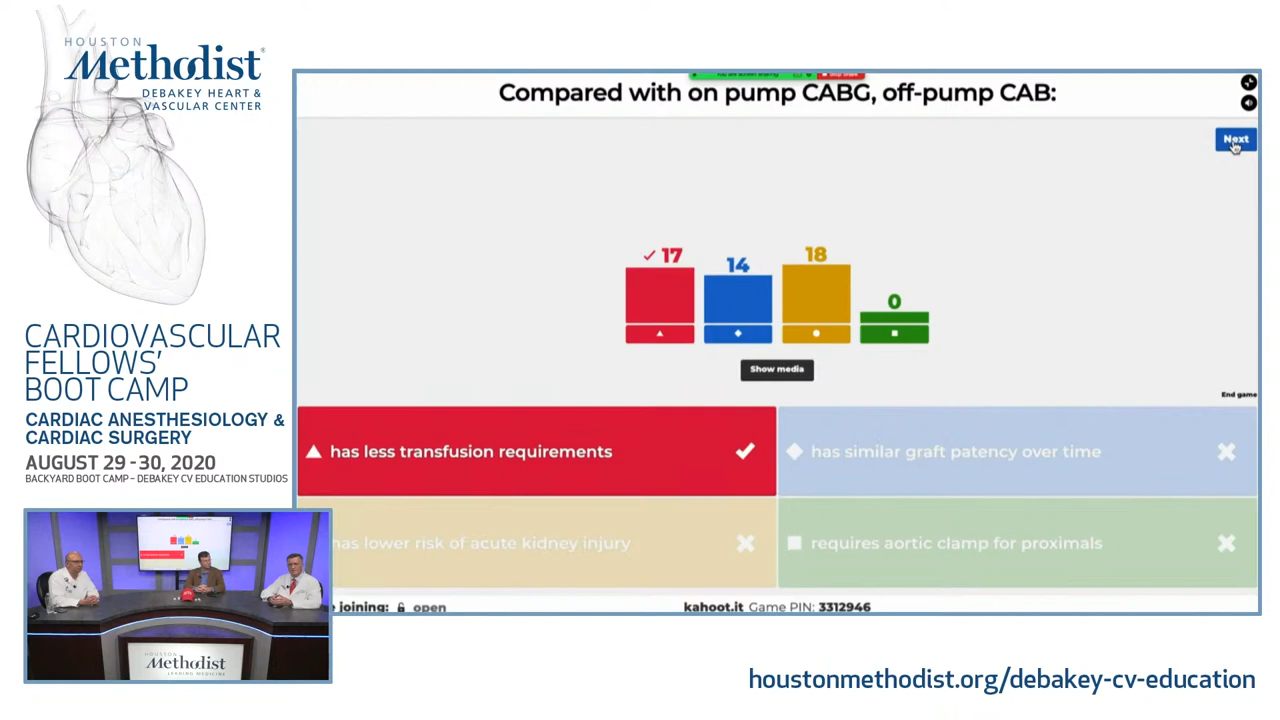 HOUSTON
Methodist®
DEBAKEY HEART &
VASCULAR CENTER
CARDIOVASCULAR
FELLOWS'
BOOT CAMP
CARDIAC ANESTHESIOLOGY &
CARDIAC SURGERY
AUGUST 29-30, 2020
BACKYARD BOOT CAMP – DEBAKEY CV EDUCATION STUDIOS
Compared with on pump CABG, off-pump CAB:
Next
17
14
18
0
Show media
End game
has less transfusion requirements
has similar graft patency over time
has lower risk of acute kidney injury
requires aortic clamp for proximals
joining: open
kahoot.it Game PIN: 3312946
HOUSTON
Methodist
LEADING MEDICINE
houstonmethodist.org/debakey-cv-education